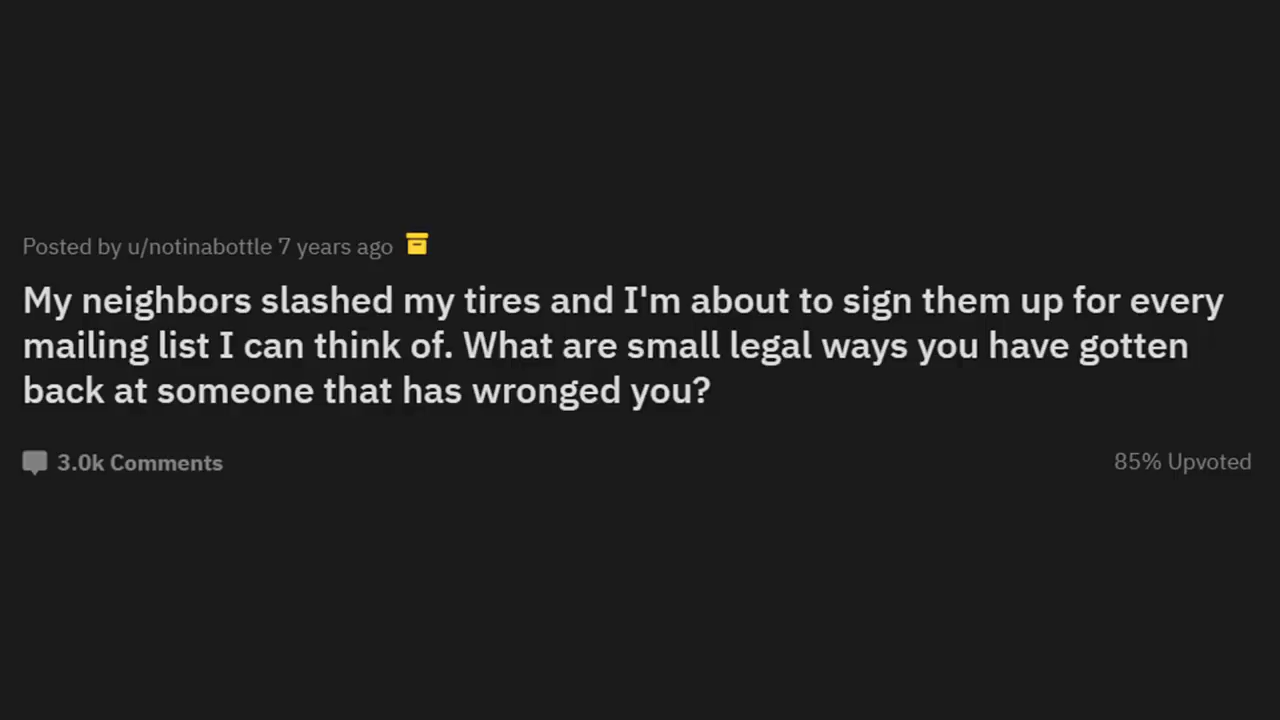 Posted by u/notinabottle 7 years ago
My neighbors slashed my tires and I'm about to sign them up for every
mailing list I can think of. What are small legal ways you have gotten
back at someone that has wronged you?
3.0k Comments
85% Upvoted